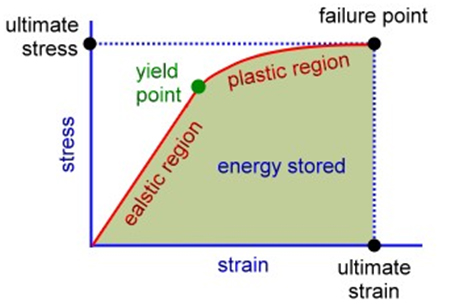 ultimate
stress
failure point
yield
point
plastic region
ealstic region
energy stored
stress
strain
ultimate
strain